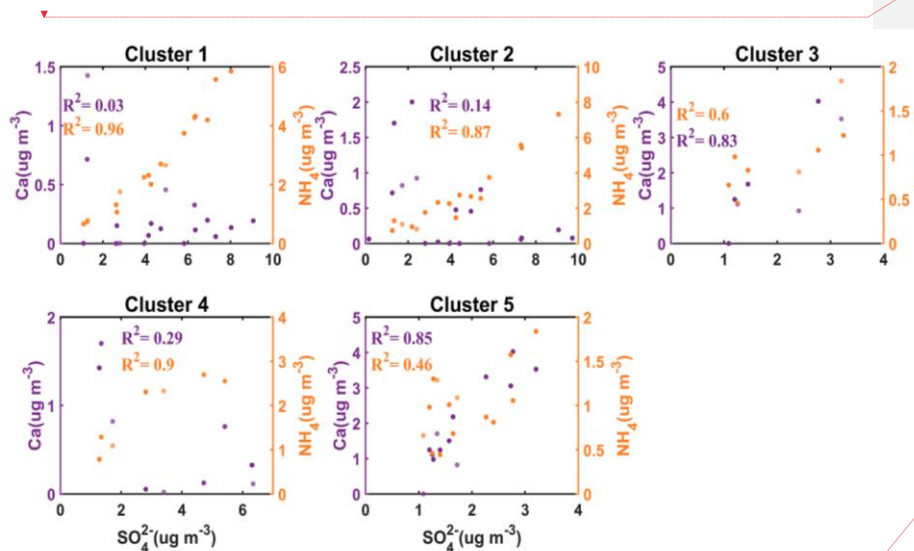 Cluster 1
Cluster 2
Cluster 3
1.5
6
2.5
10
5
2
R²= 0.03
R²= 0.96
R²= 0.14
R²= 0.87
R²= 0.6
R²= 0.83
Ca(ug m⁻³)
NH₄(ug m⁻³)
Ca(ug m⁻³)
NH₄(ug m⁻³)
Ca(ug m⁻³)
NH₄(ug m⁻³)
1
0.5
0
4
2
0
2
1.5
1
0.5
0
8
6
4
2
0
4
3
2
1
0
1.5
1
0.5
0
0 2 4 6 8 10
0 2 4 6 8 10
0 1 2 3 4
Cluster 4
Cluster 5
2
4
5
2
R²= 0.29
R²= 0.9
R²= 0.85
R²= 0.46
Ca(ug m⁻³)
NH₄(ug m⁻³)
Ca(ug m⁻³)
NH₄(ug m⁻³)
1
0
3
2
1
0
4
3
2
1
0
1.5
1
0.5
0
0 2 4 6
0 1 2 3 4
SO₄²⁻(ug m⁻³)
SO₄²⁻(ug m⁻³)